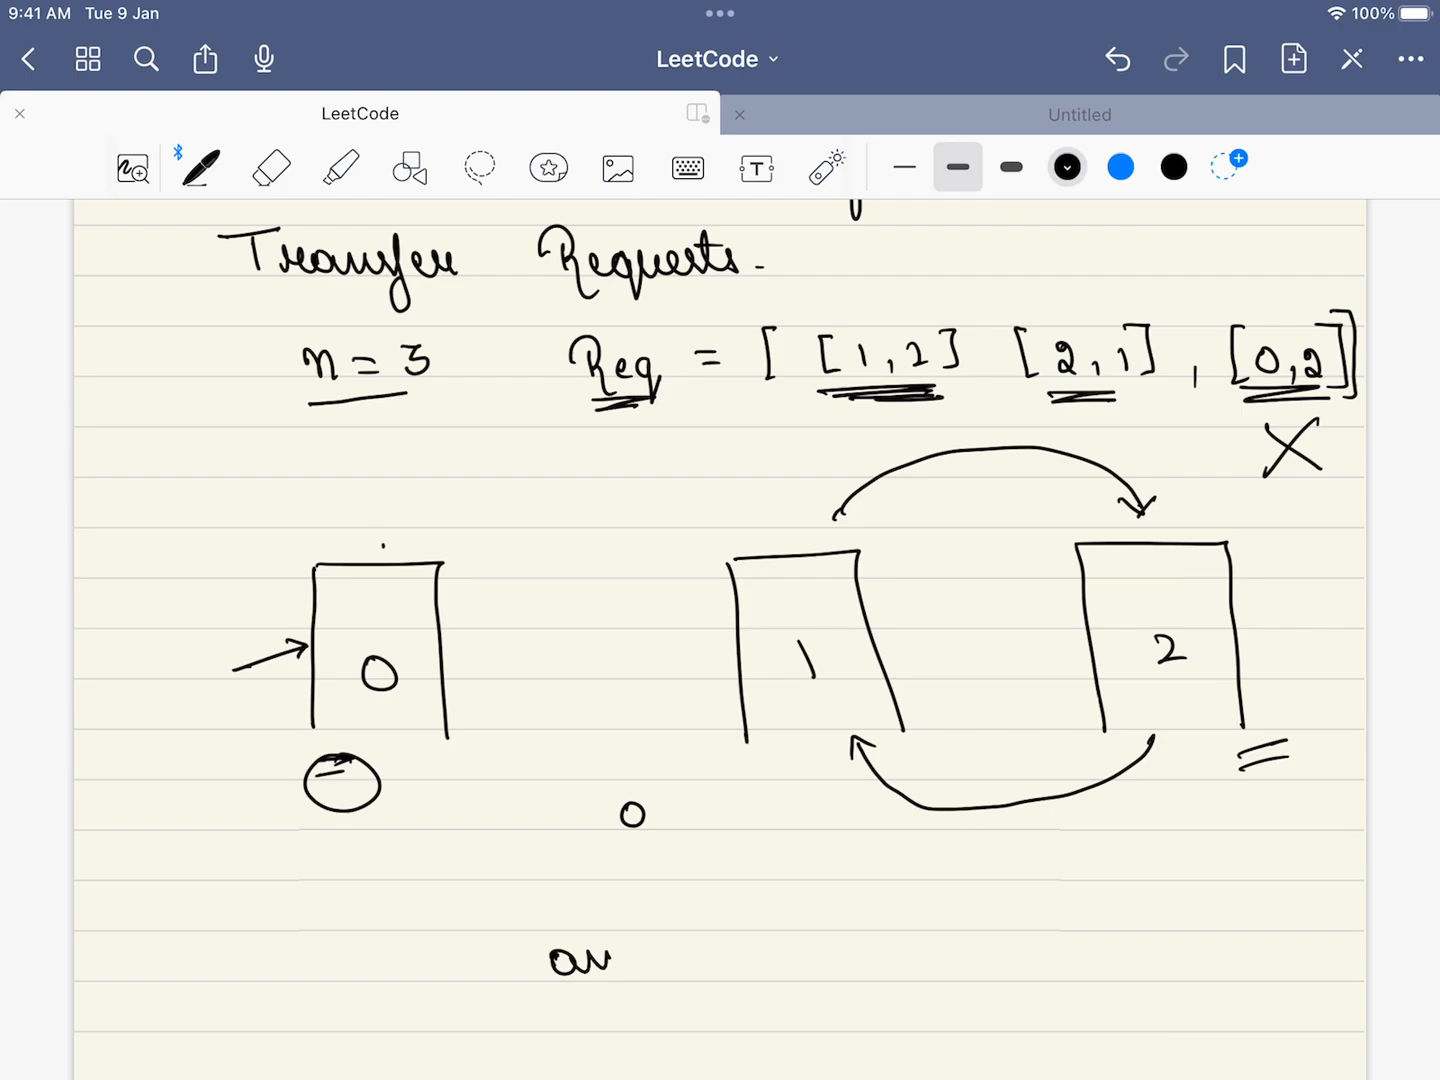 9:41 AM Tue 9 Jan
100%
LeetCode
LeetCode
Untitled
T
Transfer Requests.
n = 3 Req = [ [1,2] [2,1] , [0,2]]
X
0 1 2
0